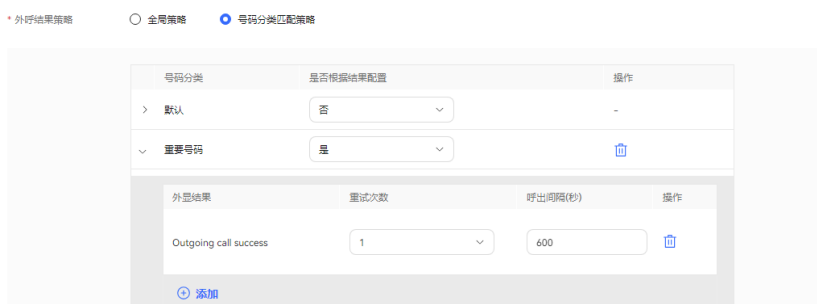 * 外呼结果策略 全局策略 号码分类匹配策略
号码分类 是否根据结果配置 操作
默认 否 -
重要号码 是
外显结果 重试次数 呼出间隔(秒) 操作
Outgoing call success 1 600
添加